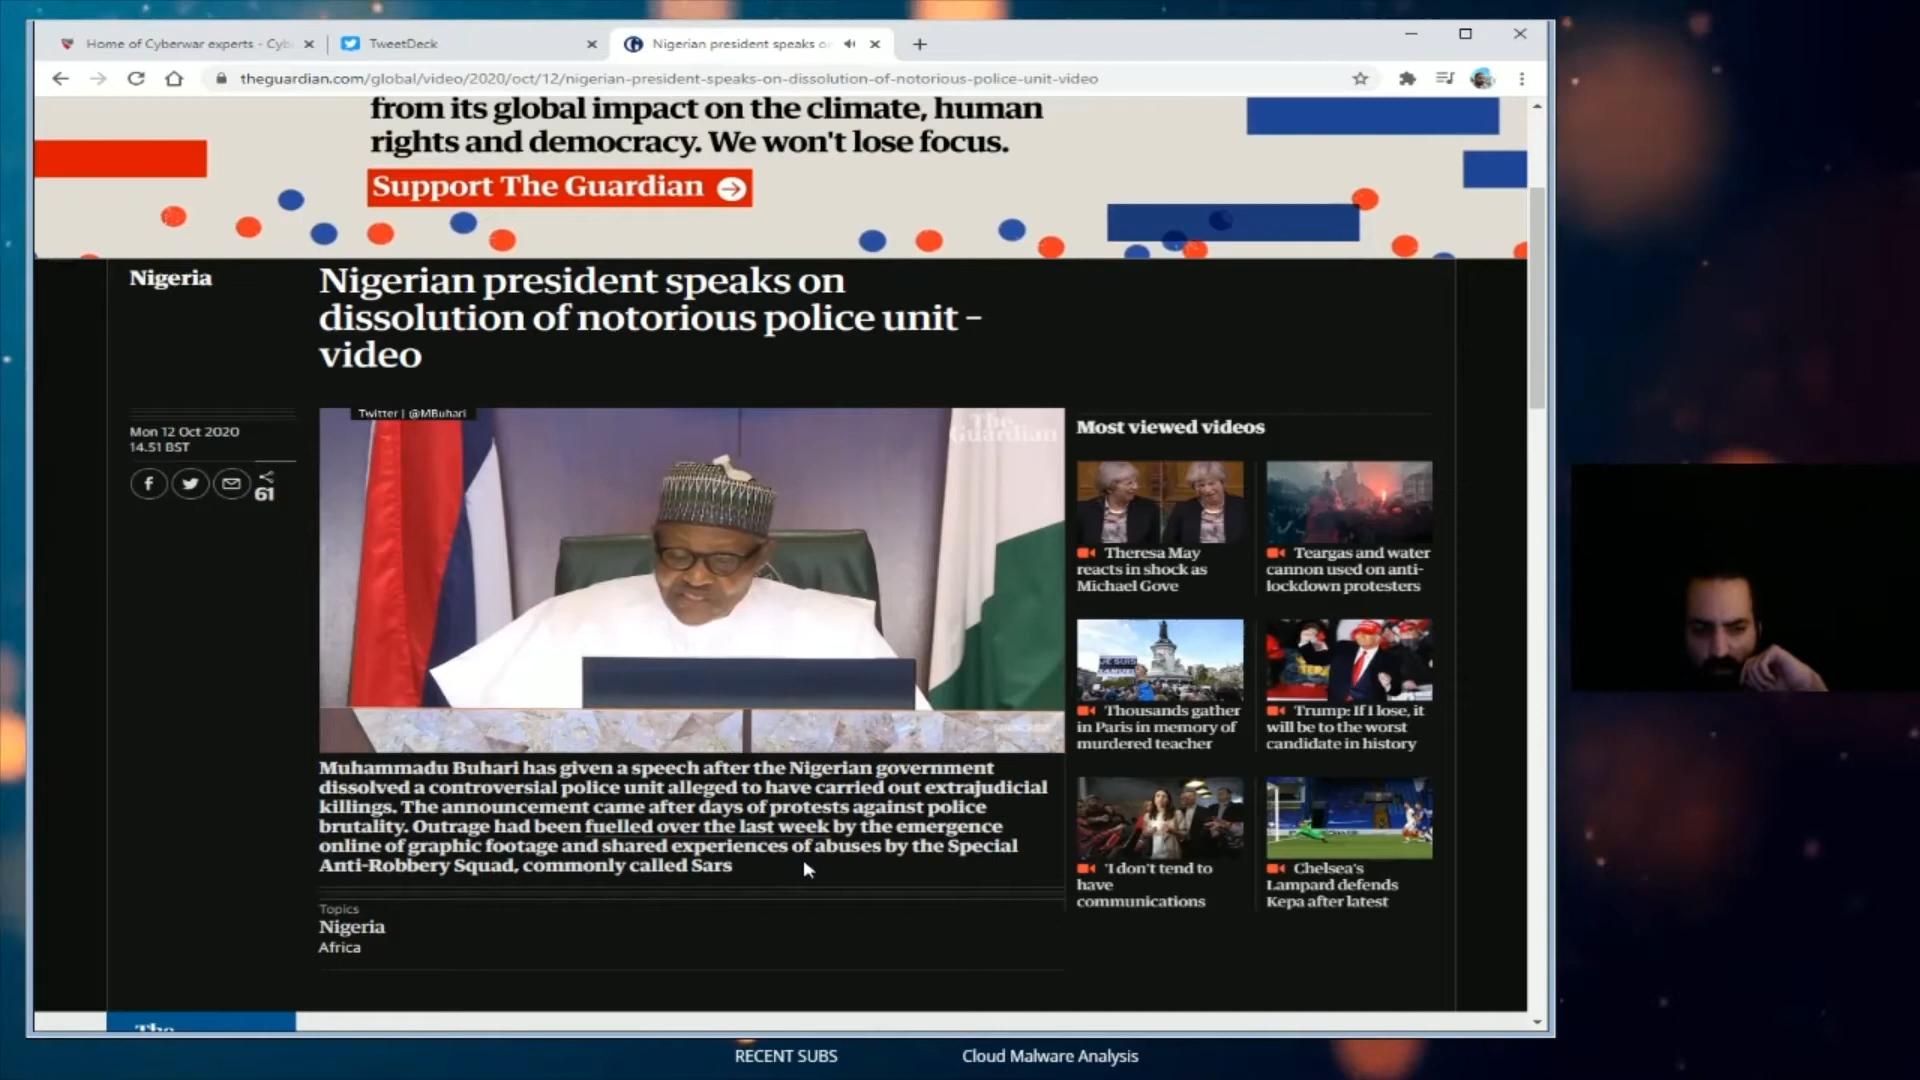 Home of Cyberwar experts - Cyb
TweetDeck
Nigerian president speaks o
theguardian.com/global/video/2020/oct/12/nigerian-president-speaks-on-dissolution-of-notorious-police-unit-video
from its global impact on the climate, human
rights and democracy. We won't lose focus.
Support The Guardian
Nigeria
Nigerian president speaks on
dissolution of notorious police unit –
video
Mon 12 Oct 2020
14.51 BST
61
Twitter | @MBuhari
The
Guardian
Muhammadu Buhari has given a speech after the Nigerian government
dissolved a controversial police unit alleged to have carried out extrajudicial
killings. The announcement came after days of protests against police
brutality. Outrage had been fuelled over the last week by the emergence
online of graphic footage and shared experiences of abuses by the Special
Anti-Robbery Squad, commonly called Sars
Topics
Nigeria
Africa
Most viewed videos
Theresa May
reacts in shock as
Michael Gove
Teargas and water
cannon used on anti-
lockdown protesters
Thousands gather
in Paris in memory of
murdered teacher
Trump: If I lose, it
will be to the worst
candidate in history
'I don't tend to
have
communications
Chelsea's
Lampard defends
Kepa after latest
The
RECENT SUBS
Cloud Malware Analysis